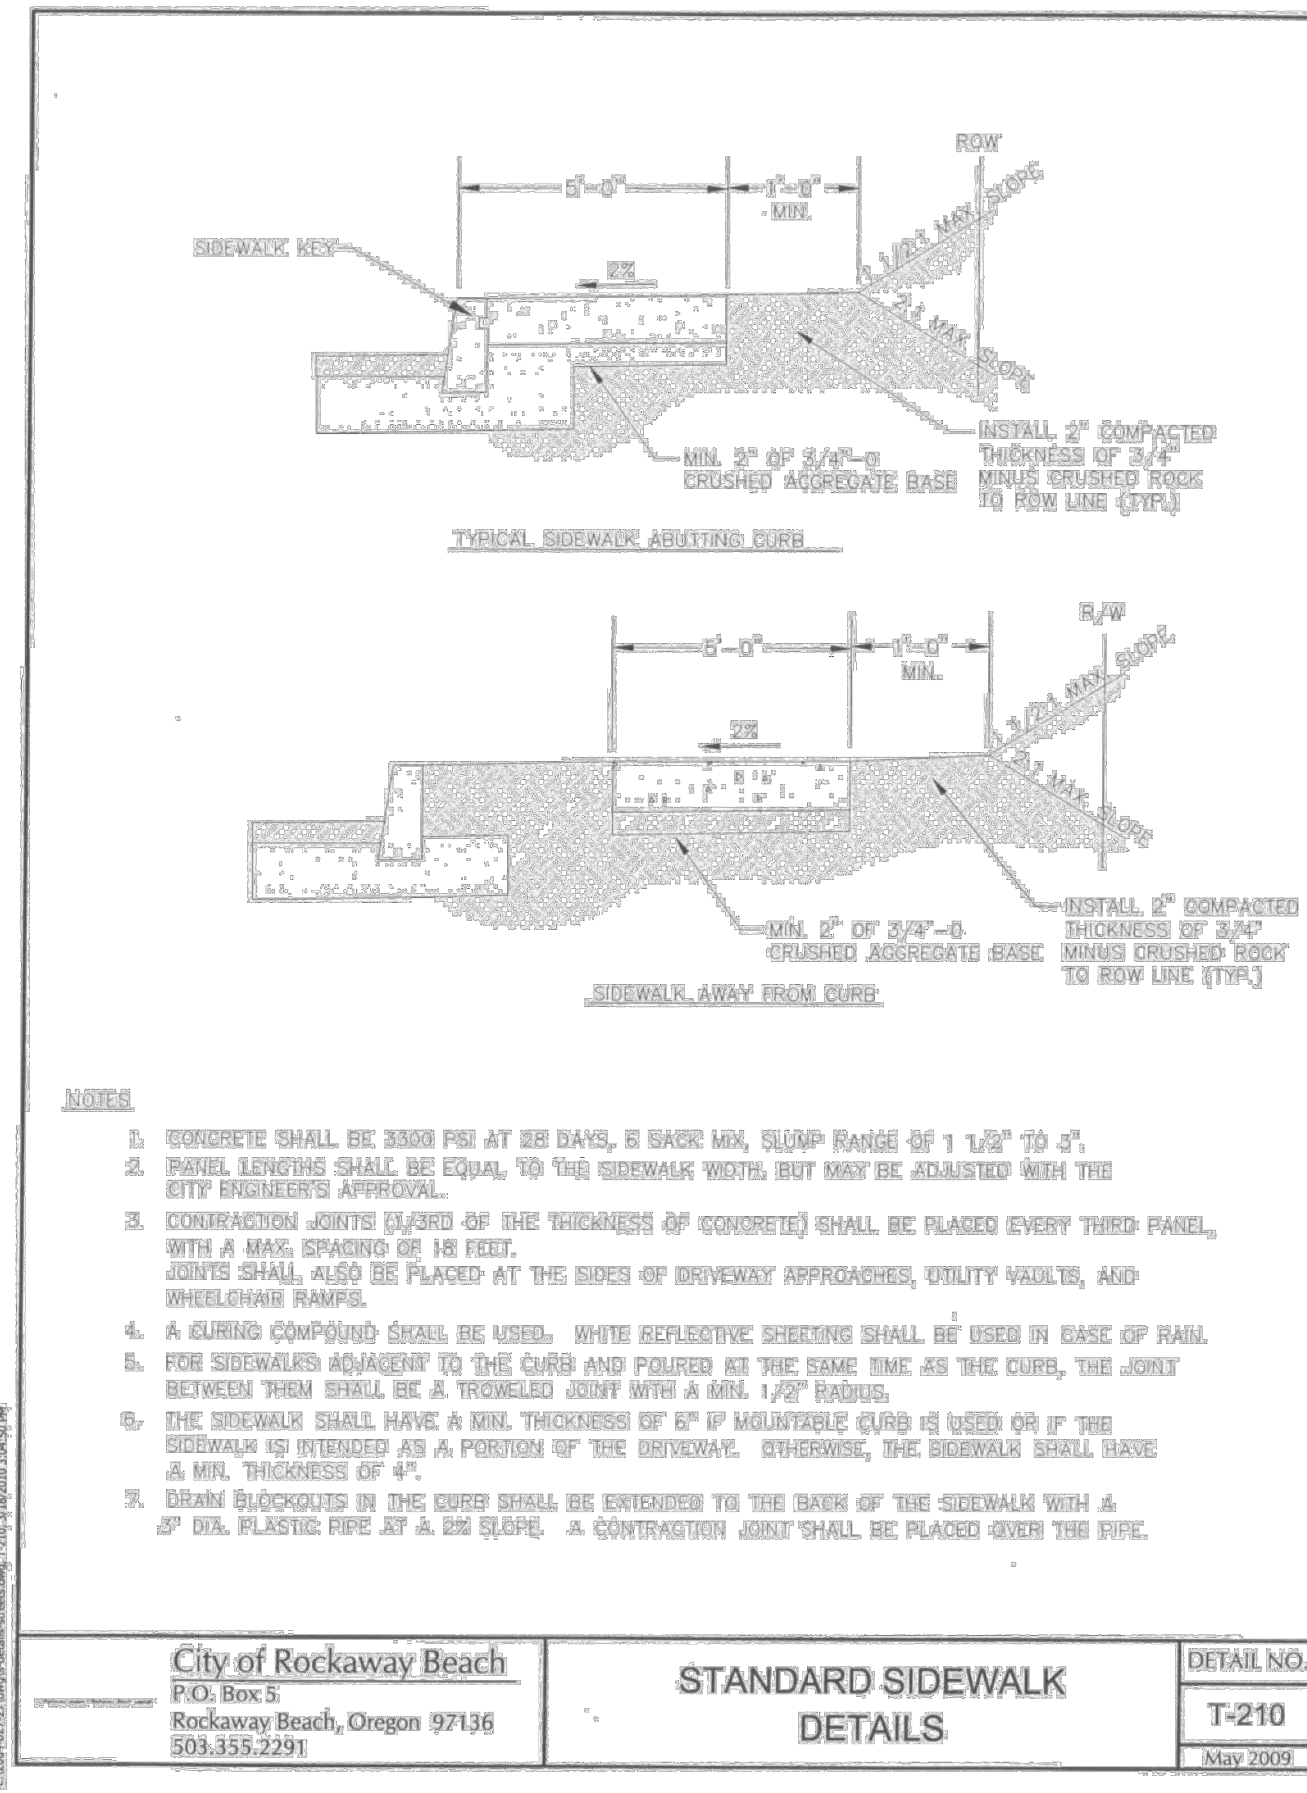 ROW
5'-0"
1'-0"
MIN.
1 1/2:1 MAX SLOPE
SIDEWALK KEY
2%
2:1 MAX SLOPE
MIN. 2" OF 3/4"-0
CRUSHED AGGREGATE BASE
INSTALL 2" COMPACTED
THICKNESS OF 3/4"
MINUS CRUSHED ROCK
TO ROW LINE (TYP.)
TYPICAL SIDEWALK ABUTTING CURB
R/W
5'-0"
1'-0"
MIN.
1 1/2:1 MAX SLOPE
2%
2:1 MAX SLOPE
MIN. 2" OF 3/4"-0
CRUSHED AGGREGATE BASE
INSTALL 2" COMPACTED
THICKNESS OF 3/4"
MINUS CRUSHED ROCK
TO ROW LINE (TYP.)
SIDEWALK AWAY FROM CURB
NOTES
1. CONCRETE SHALL BE 3300 PSI AT 28 DAYS, 6 SACK MIX, SLUMP RANGE OF 1 1/2" TO 3".
2. PANEL LENGTHS SHALL BE EQUAL TO THE SIDEWALK WIDTH, BUT MAY BE ADJUSTED WITH THE
CITY ENGINEER'S APPROVAL.
3. CONTRACTION JOINTS (1/3RD OF THE THICKNESS OF CONCRETE) SHALL BE PLACED EVERY THIRD PANEL,
WITH A MAX. SPACING OF 18 FEET.
JOINTS SHALL ALSO BE PLACED AT THE SIDES OF DRIVEWAY APPROACHES, UTILITY VAULTS, AND
WHEELCHAIR RAMPS.
4. A CURING COMPOUND SHALL BE USED. WHITE REFLECTIVE SHEETING SHALL BE USED IN CASE OF RAIN.
5. FOR SIDEWALKS ADJACENT TO THE CURB AND POURED AT THE SAME TIME AS THE CURB, THE JOINT
BETWEEN THEM SHALL BE A TROWELED JOINT WITH A MIN. 1/2" RADIUS.
6. THE SIDEWALK SHALL HAVE A MIN. THICKNESS OF 6" IF MOUNTABLE CURB IS USED OR IF THE
SIDEWALK IS INTENDED AS A PORTION OF THE DRIVEWAY. OTHERWISE, THE SIDEWALK SHALL HAVE
A MIN. THICKNESS OF 4".
7. DRAIN BLOCKOUTS IN THE CURB SHALL BE EXTENDED TO THE BACK OF THE SIDEWALK WITH A
3" DIA. PLASTIC PIPE AT A 2% SLOPE. A CONTRACTION JOINT SHALL BE PLACED OVER THE PIPE.
City of Rockaway Beach
P.O. Box 5
Rockaway Beach, Oregon 97136
503.355.2291
STANDARD SIDEWALK
DETAILS
DETAIL NO.
T-210
May 2009